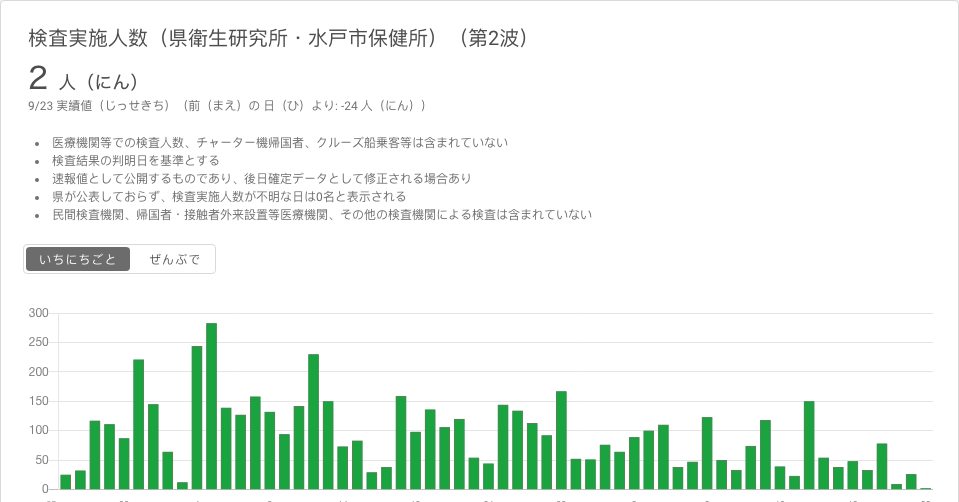 検査実施人数（県衛生研究所・水戸市保健所）（第2波）
2 人（にん）
9/23 実績値（じっせきち）（前（まえ）の 日（ひ）より: -24 人（にん））
• 医療機関等での検査人数、チャーター機帰国者、クルーズ船乗客等は含まれていない
• 検査結果の判明日を基準とする
• 速報値として公開するものであり、後日確定データとして修正される場合あり
• 県が公表しておらず、検査実施人数が不明な日は0名と表示される
• 民間検査機関、帰国者・接触者外来設置等医療機関、その他の検査機関による検査は含まれていない
いちにちごと ぜんぶで
300
250
200
150
100
50
0